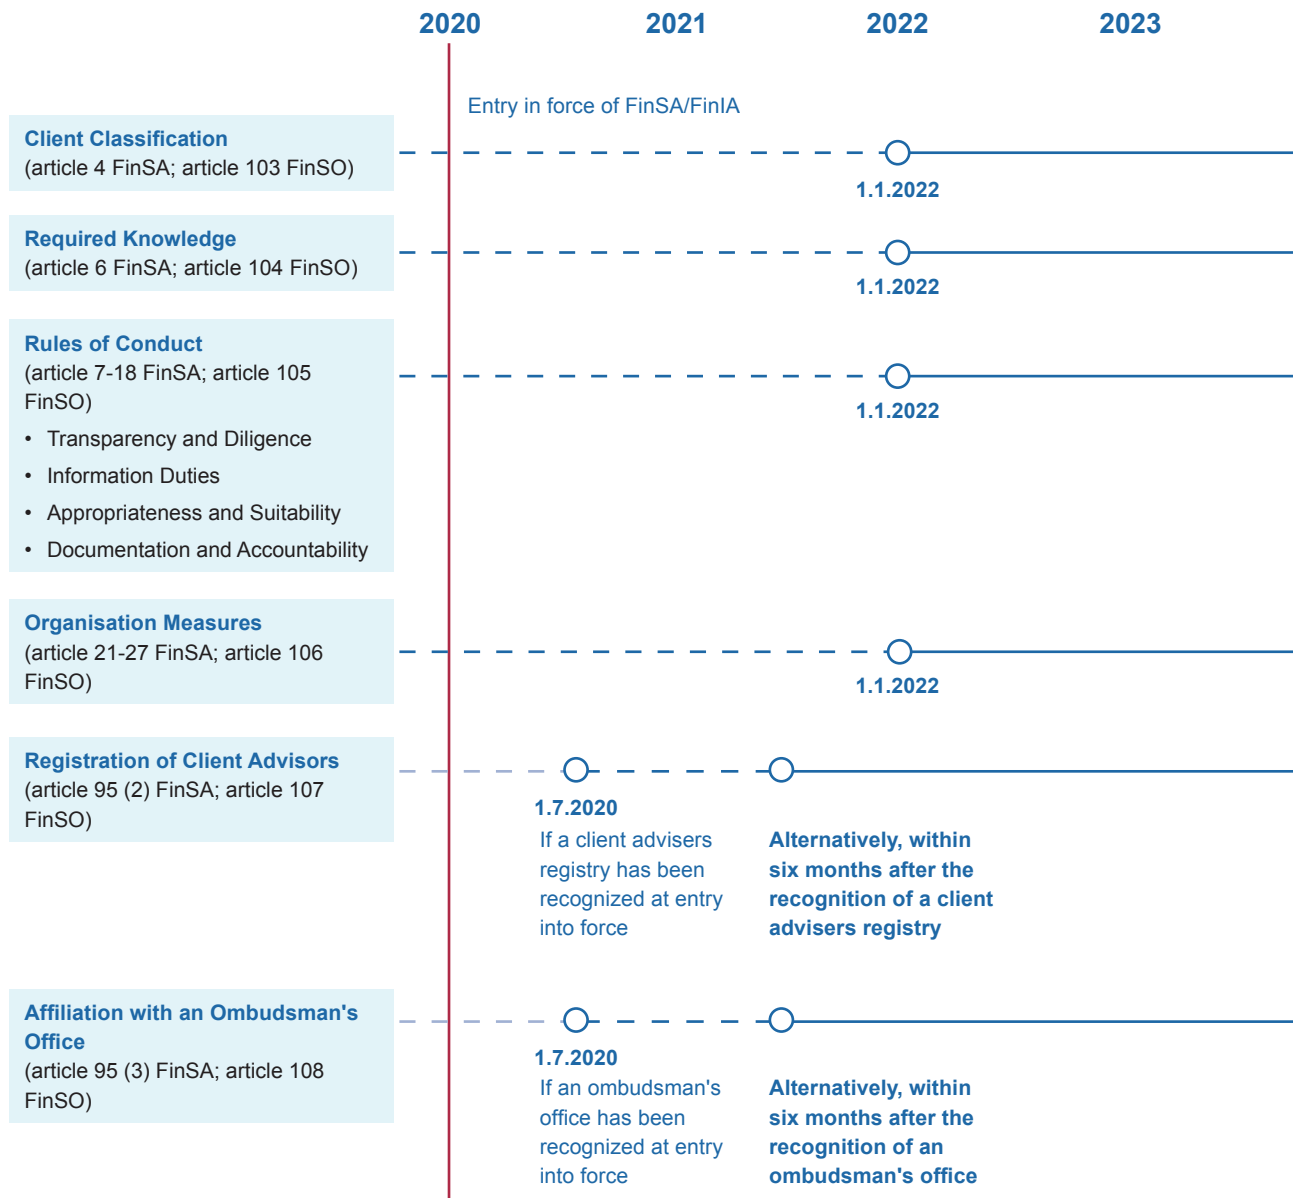 2020 2021 2022 2023
Entry in force of FinSA/FinIA
Client Classification
(article 4 FinSA; article 103 FinSO)
1.1.2022
Required Knowledge
(article 6 FinSA; article 104 FinSO)
1.1.2022
Rules of Conduct
(article 7-18 FinSA; article 105
FinSO)
• Transparency and Diligence
• Information Duties
• Appropriateness and Suitability
• Documentation and Accountability
1.1.2022
Organisation Measures
(article 21-27 FinSA; article 106
FinSO)
1.1.2022
Registration of Client Advisors
(article 95 (2) FinSA; article 107
FinSO)
1.7.2020
If a client advisers
registry has been
recognized at entry
into force
Alternatively, within
six months after the
recognition of a client
advisers registry
Affiliation with an Ombudsman's
Office
(article 95 (3) FinSA; article 108
FinSO)
1.7.2020
If an ombudsman's
office has been
recognized at entry
into force
Alternatively, within
six months after the
recognition of an
ombudsman's office